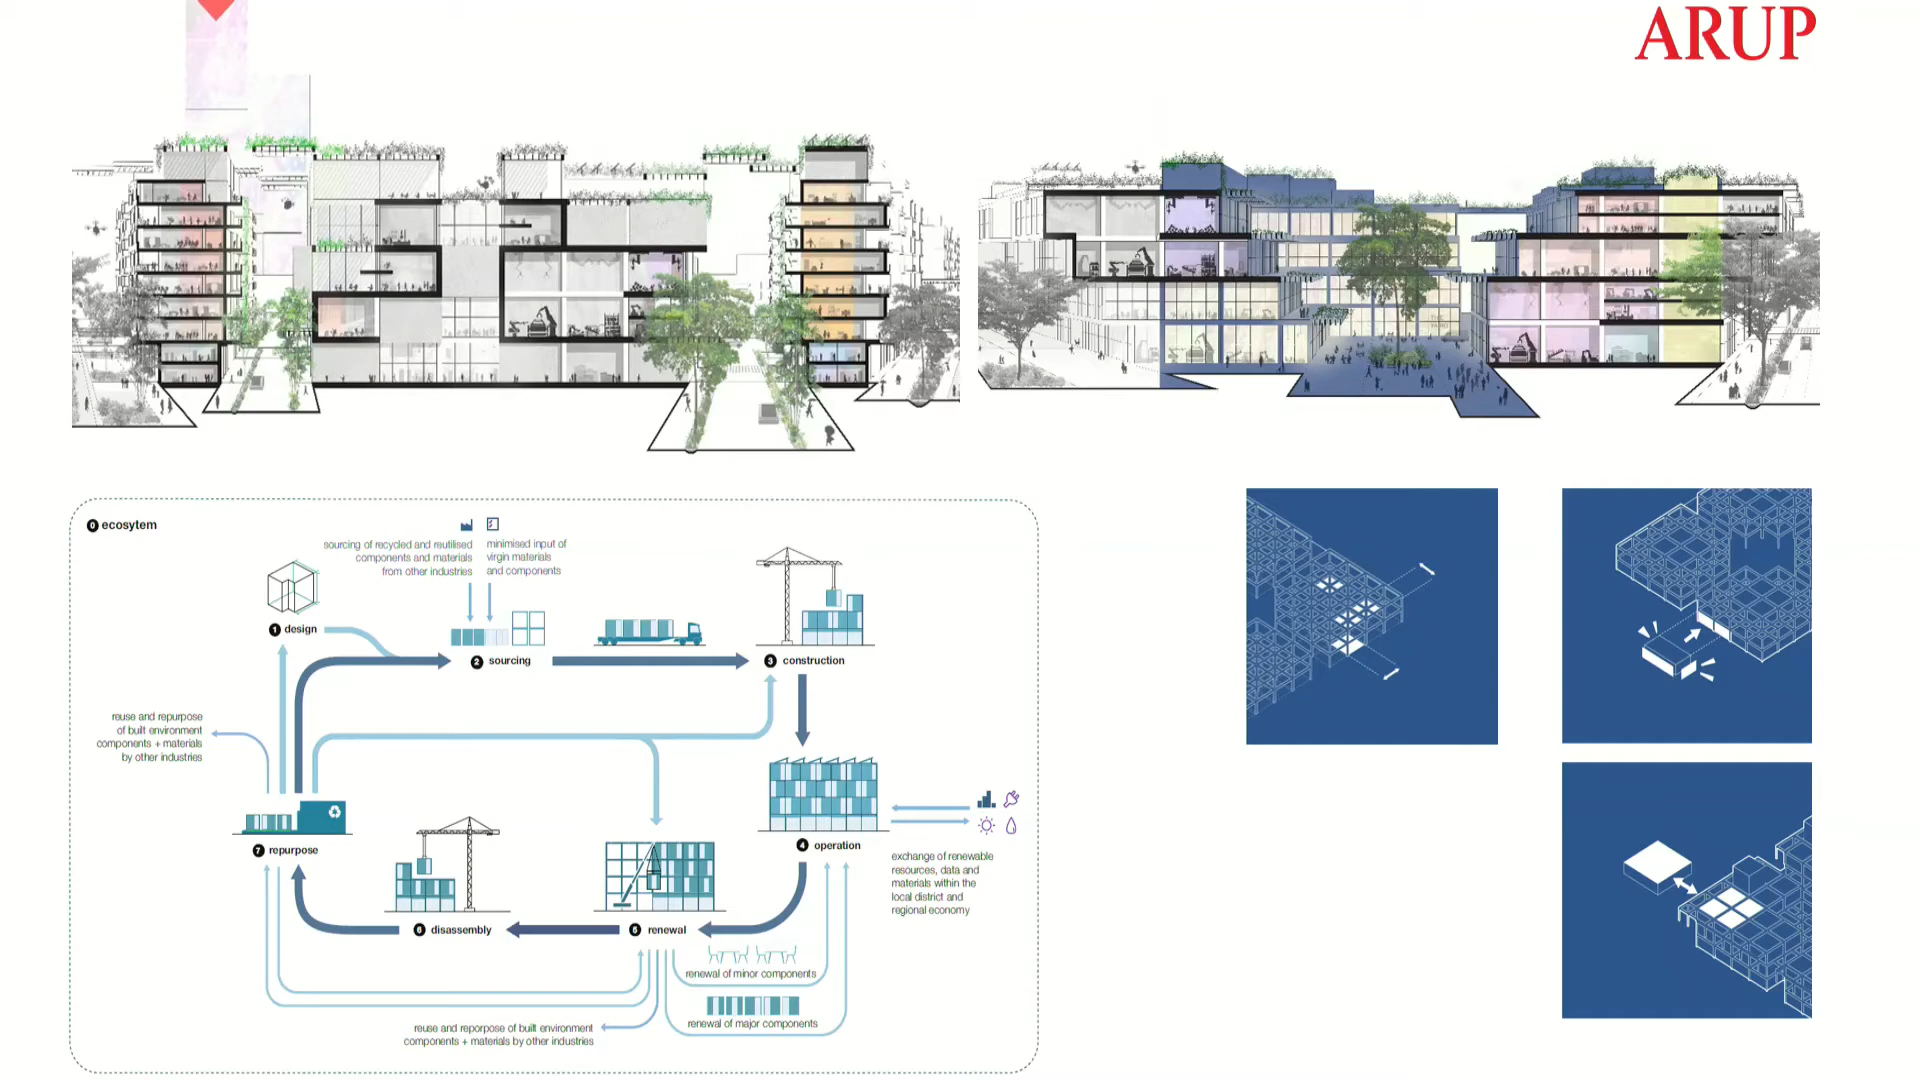 ARUP
0 ecosytem
sourcing of recycled and reutilised
components and materials
from other industries
minimised input of
virgin materials
and components
1 design
2 sourcing
3 construction
reuse and repurpose
of built environment
components + materials
by other industries
7 repurpose
4 operation
exchange of renewable
resources, data and
materials within the
local district and
regional economy
6 disassembly
5 renewal
renewal of minor components
renewal of major components
reuse and reporpose of built environment
components + materials by other industries